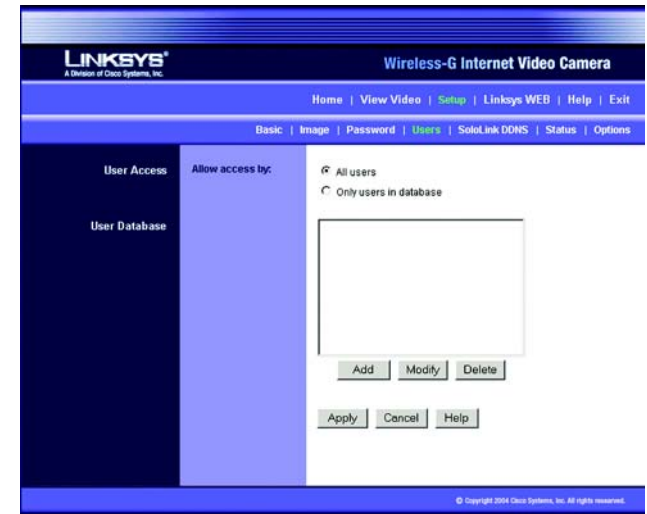 LINKSYS®
A Division of Cisco Systems, Inc.
Wireless-G Internet Video Camera
Home | View Video | Setup | Linksys WEB | Help | Exit
Basic | Image | Password | Users | SoloLink DDNS | Status | Options
User Access
Allow access by:
All users
Only users in database
User Database
Add Modify Delete
Apply Cancel Help
© Copyright 2004 Cisco Systems, Inc. All rights reserved.